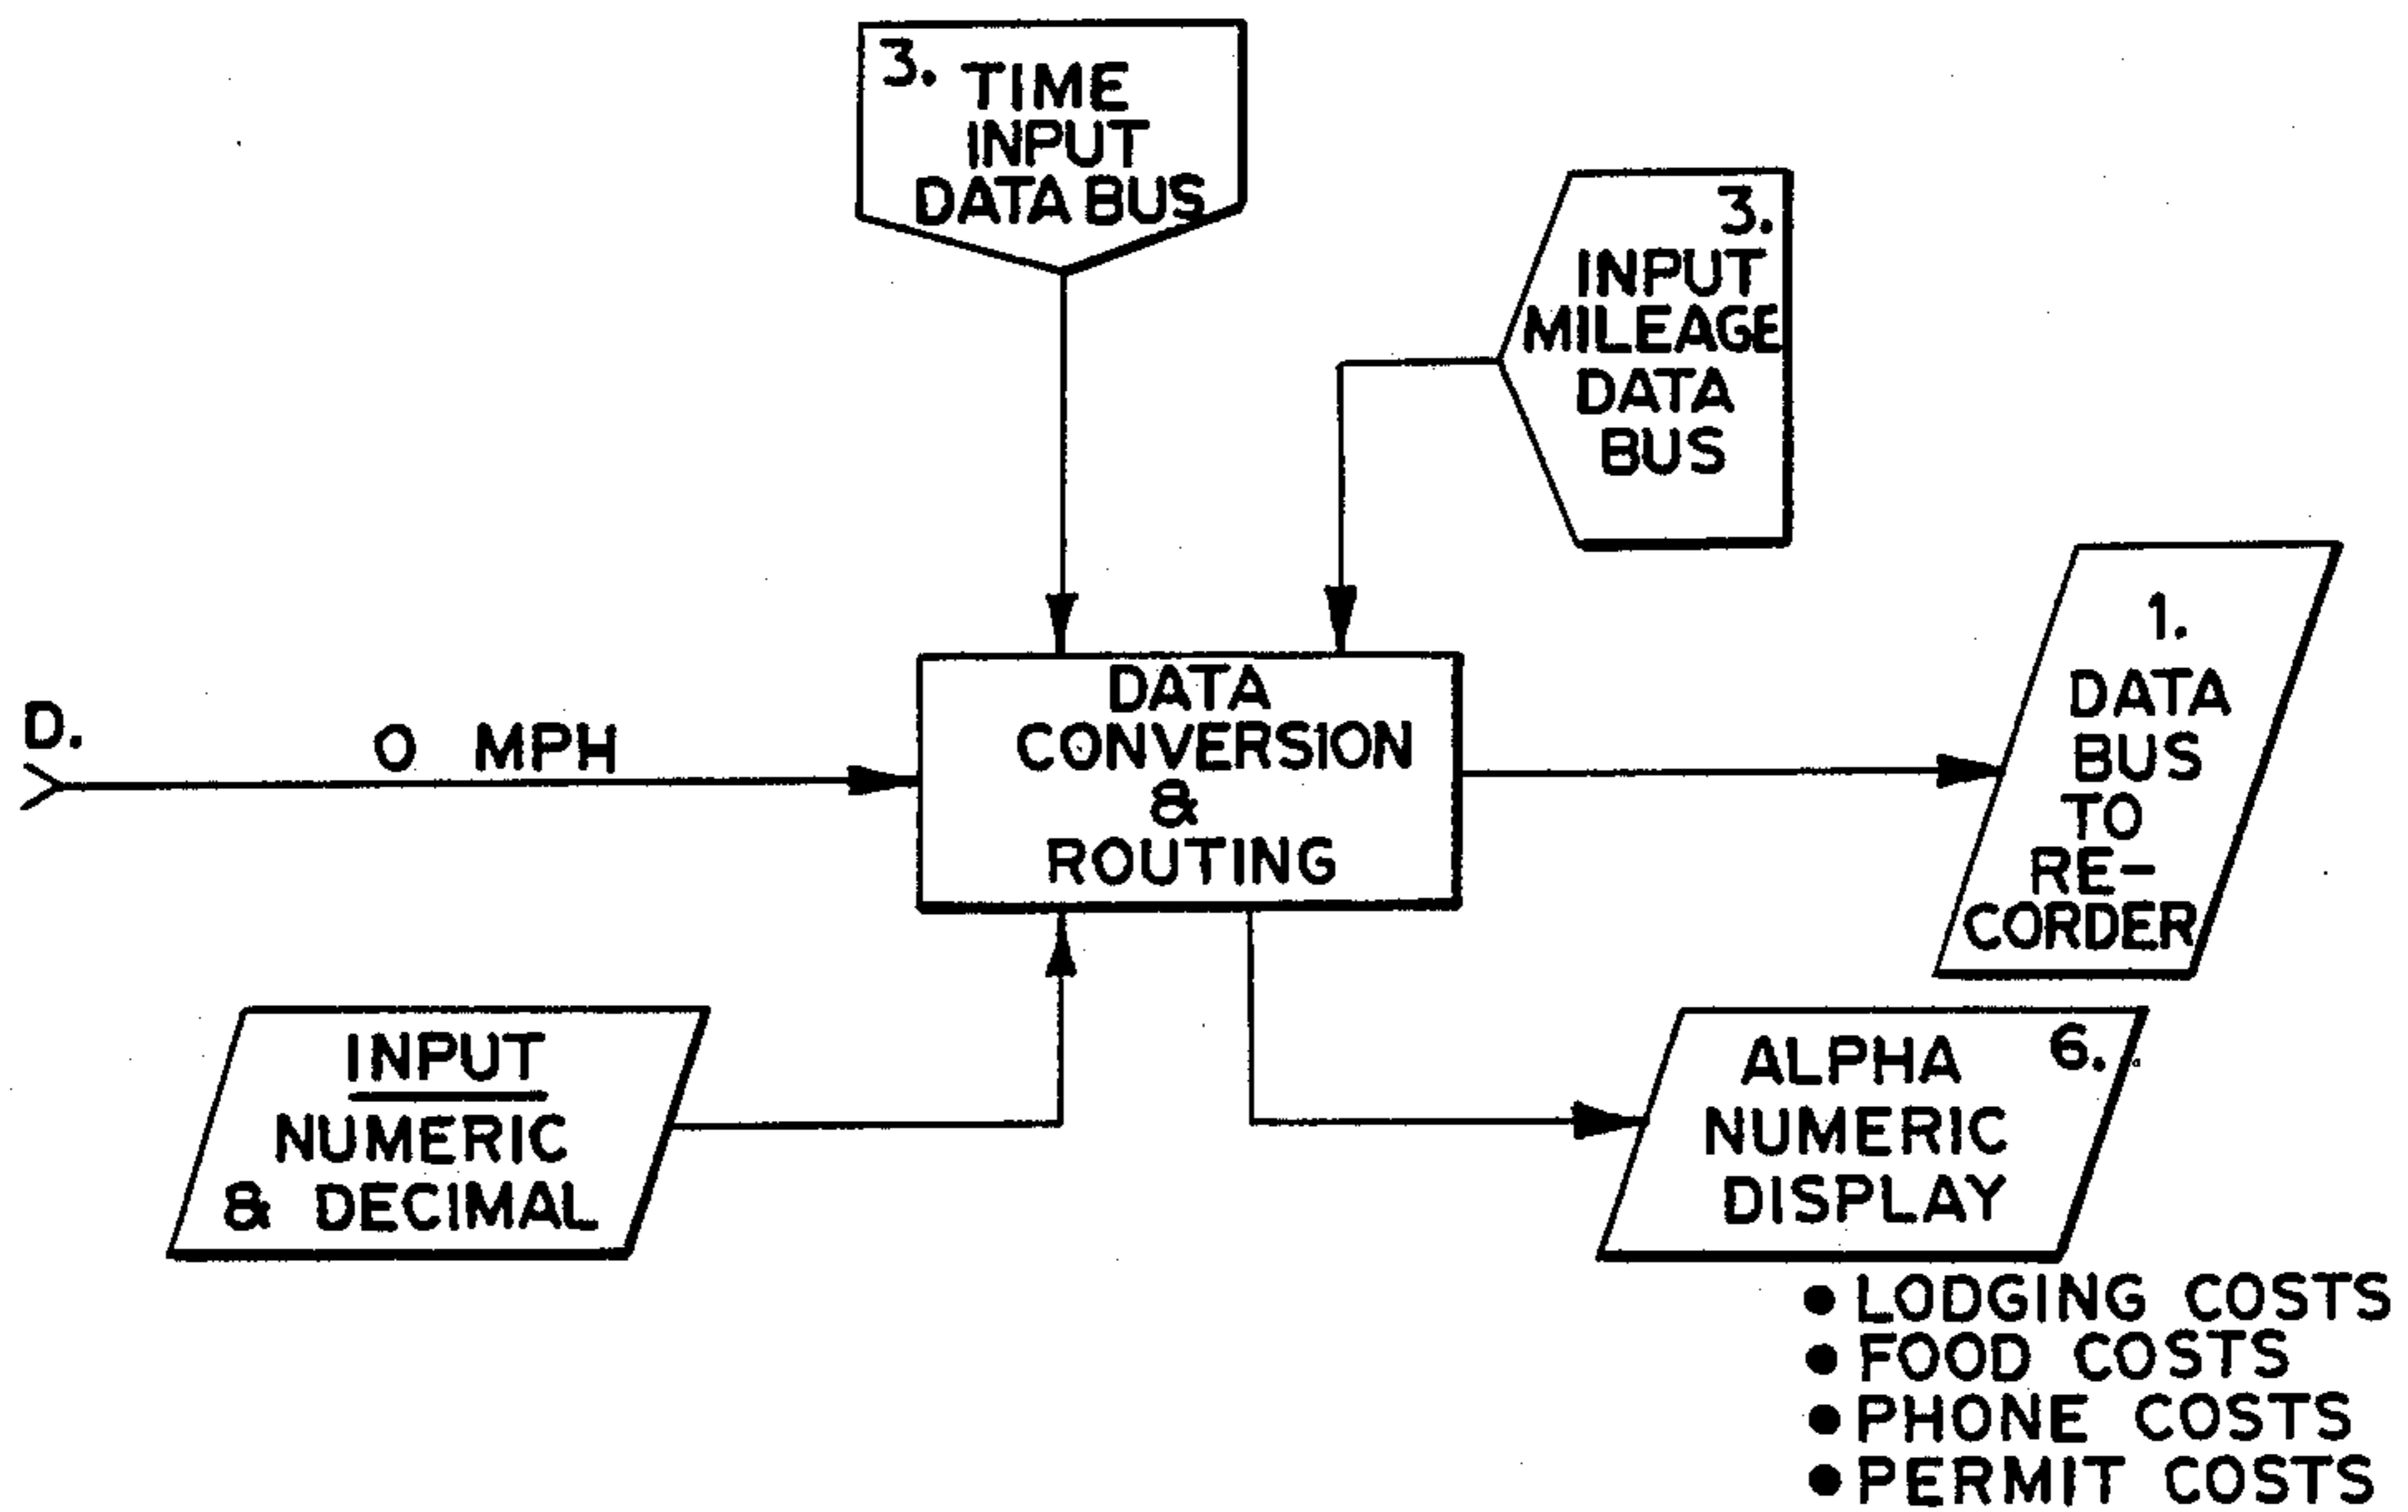 3.
TIME
INPUT
DATA BUS
3.
INPUT
MILEAGE
DATA
BUS
D.
O MPH
DATA
CONVERSION
&
ROUTING
1.
DATA
BUS
TO
RE-
CORDER
INPUT
NUMERIC
& DECIMAL
6.
ALPHA
NUMERIC
DISPLAY
• LODGING COSTS
• FOOD COSTS
• PHONE COSTS
• PERMIT COSTS